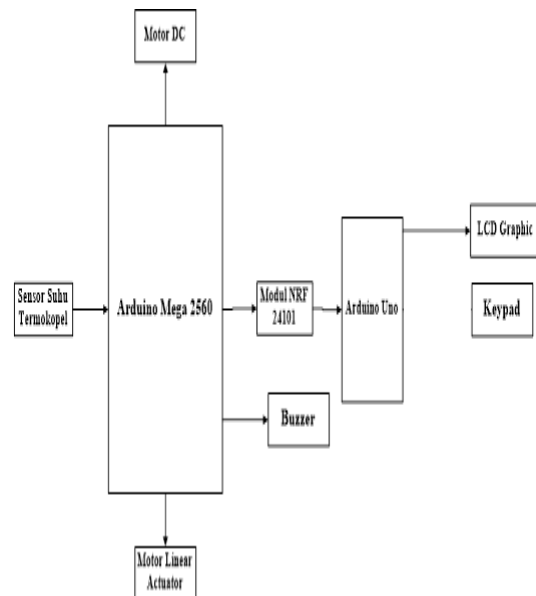 Motor DC
Sensor Suhu
Termokopel
Arduino Mega 2560
Modul NRF
24101
Arduino Uno
LCD Graphic
Keypad
Buzzer
Motor Linear
Actuator